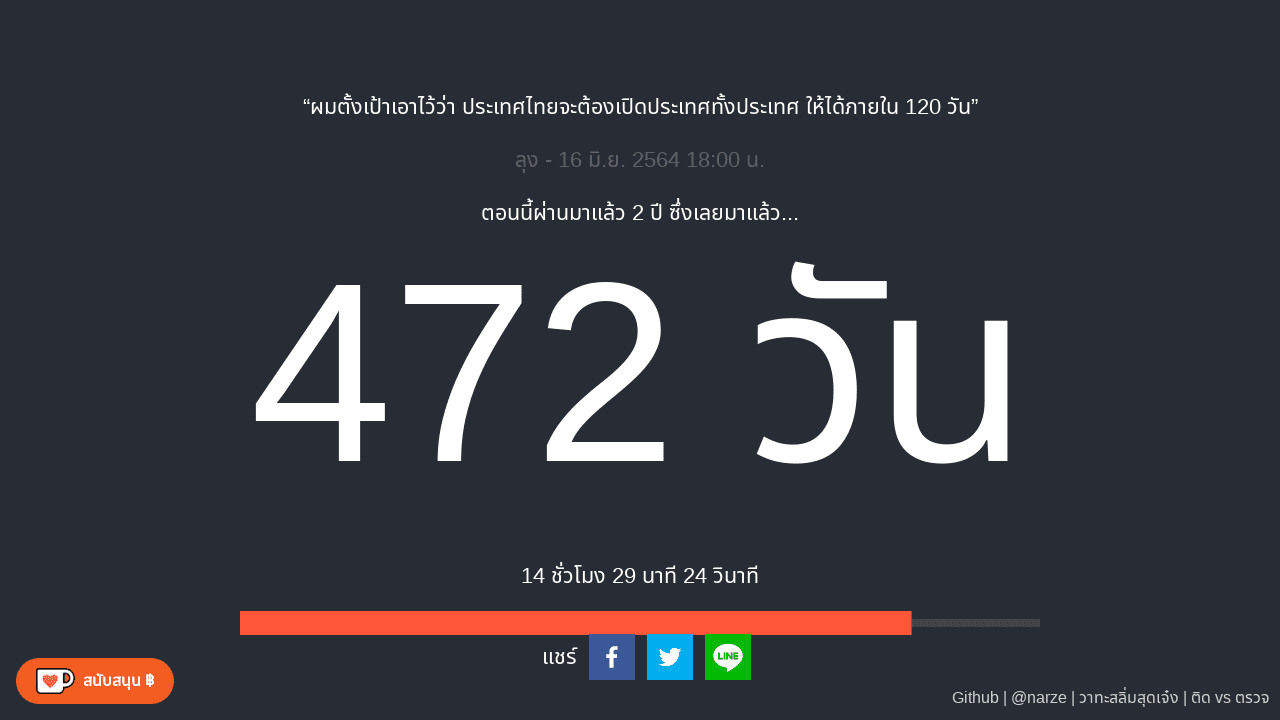 “ผมตั้งเป้าเอาไว้ว่า ประเทศไทยจะต้องเปิดประเทศทั้งประเทศ ให้ได้ภายใน 120 วัน”
ลุง - 16 มิ.ย. 2564 18:00 น.
ตอนนี้ผ่านมาแล้ว 2 ปี ซึ่งเลยมาแล้ว...
472 วัน
14 ชั่วโมง 29 นาที 24 วินาที
แชร์
LINE
สนับสนุน ฿
Github | @narze | วาทะสลิ่มสุดเจ๋ง | ติด vs ตรวจ